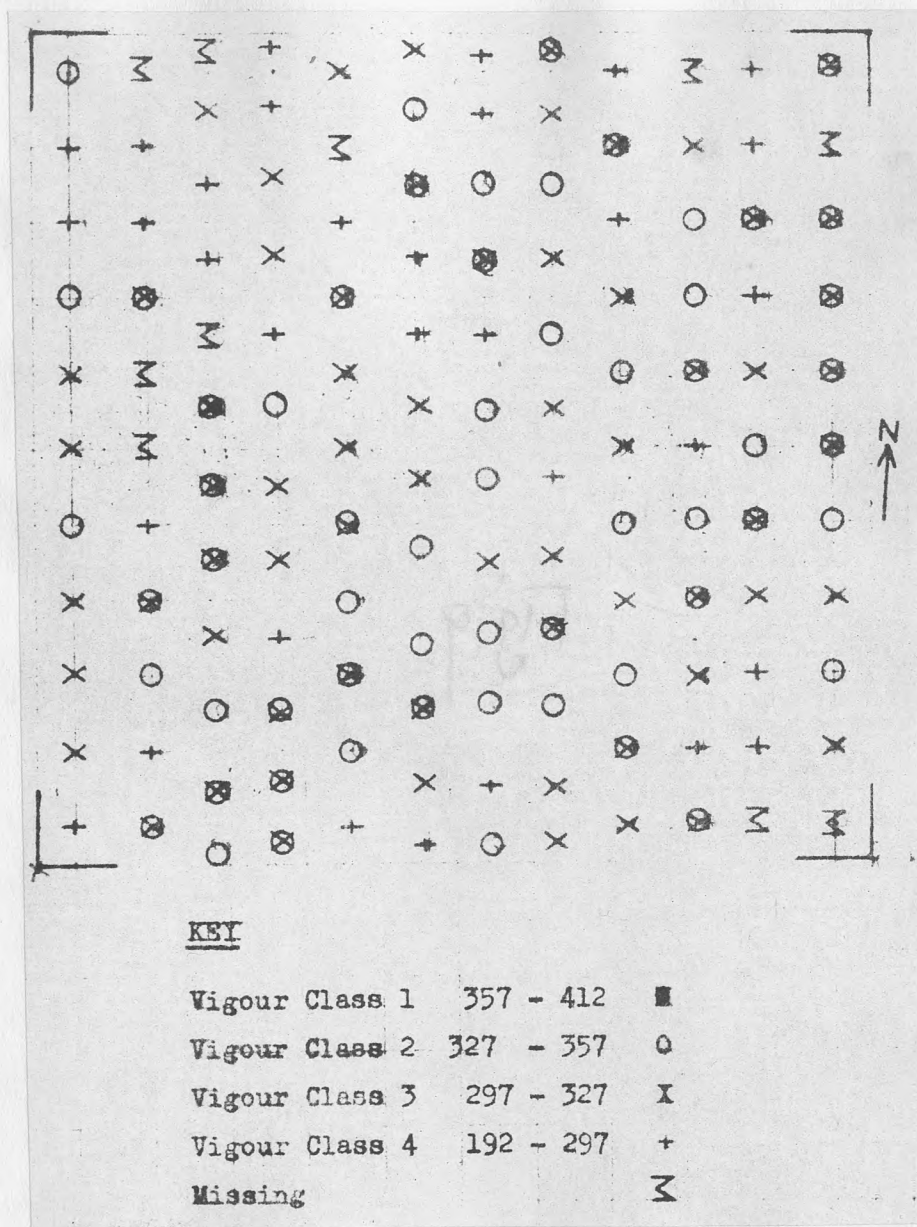 N
KEY
Vigour Class 1 357 - 412
Vigour Class 2 327 - 357 O
Vigour Class 3 297 - 327 X
Vigour Class 4 192 - 297 +
Missing Σ